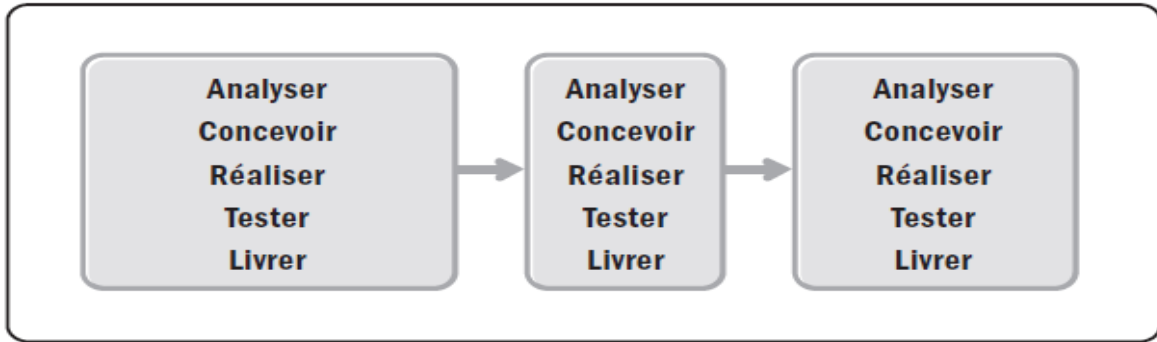 Analyser
Concevoir
Réaliser
Tester
Livrer
Analyser
Concevoir
Réaliser
Tester
Livrer
Analyser
Concevoir
Réaliser
Tester
Livrer